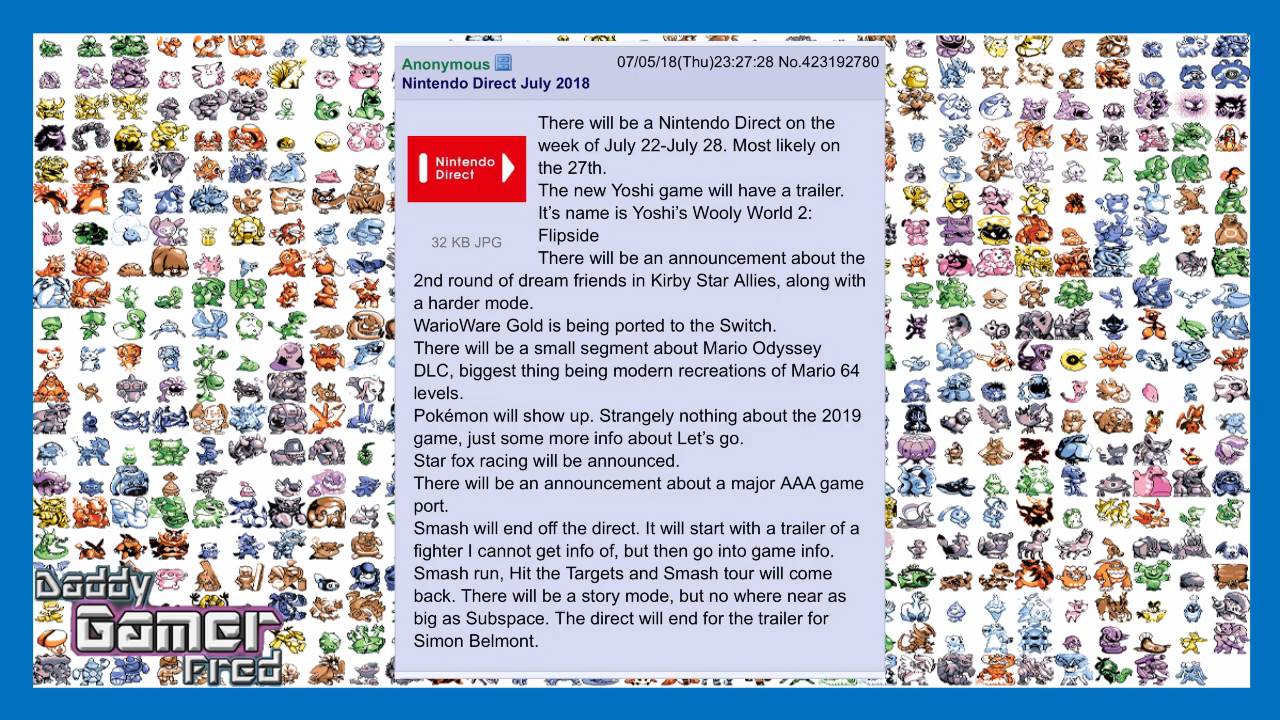 Anonymous 07/05/18(Thu)23:27:28 No.423192780
Nintendo Direct July 2018
Nintendo
Direct
32 KB JPG
There will be a Nintendo Direct on the
week of July 22-July 28. Most likely on
the 27th.
The new Yoshi game will have a trailer.
It's name is Yoshi's Wooly World 2:
Flipside
There will be an announcement about the
2nd round of dream friends in Kirby Star Allies, along with
a harder mode.
WarioWare Gold is being ported to the Switch.
There will be a small segment about Mario Odyssey
DLC, biggest thing being modern recreations of Mario 64
levels.
Pokémon will show up. Strangely nothing about the 2019
game, just some more info about Let's go.
Star fox racing will be announced.
There will be an announcement about a major AAA game
port.
Smash will end off the direct. It will start with a trailer of a
fighter I cannot get info of, but then go into game info.
Smash run, Hit the Targets and Smash tour will come
back. There will be a story mode, but no where near as
big as Subspace. The direct will end for the trailer for
Simon Belmont.
Daddy
Gamer
Fred